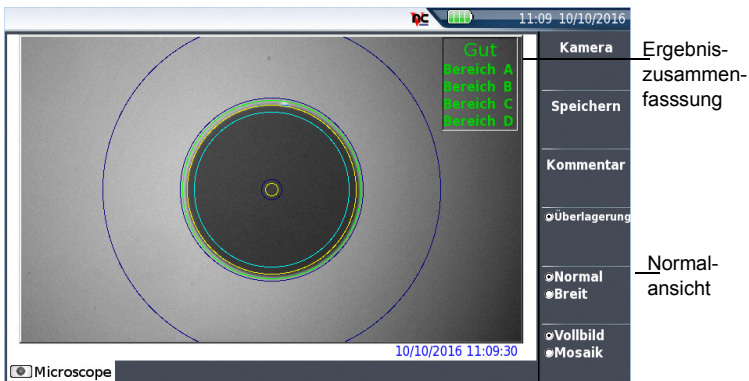 nc
11:09 10/10/2016
Gut
Bereich A
Bereich B
Bereich C
Bereich D
Kamera
Speichern
Kommentar
Überlagerung
Normal
Breit
Vollbild
Mosaik
10/10/2016 11:09:30
Microscope
Ergebnis-
zusammen-
fasssung
Normal-
ansicht